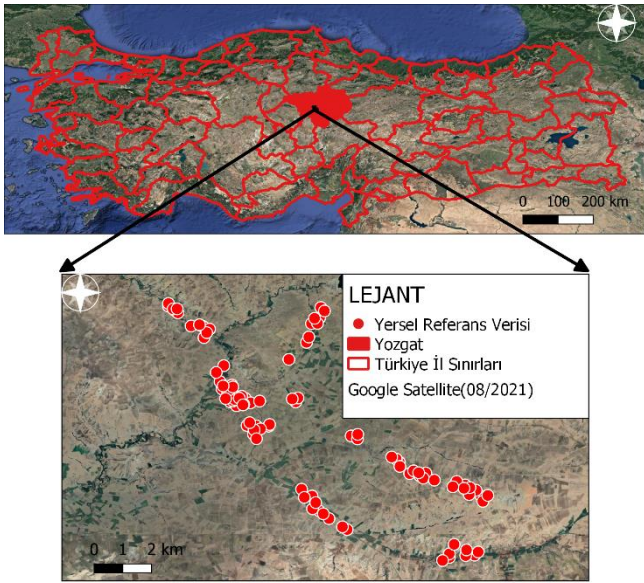 0 100 200 km
LEJANT
Yersel Referans Verisi
Yozgat
Türkiye İl Sınırları
Google Satellite(08/2021)
0 1 2 km